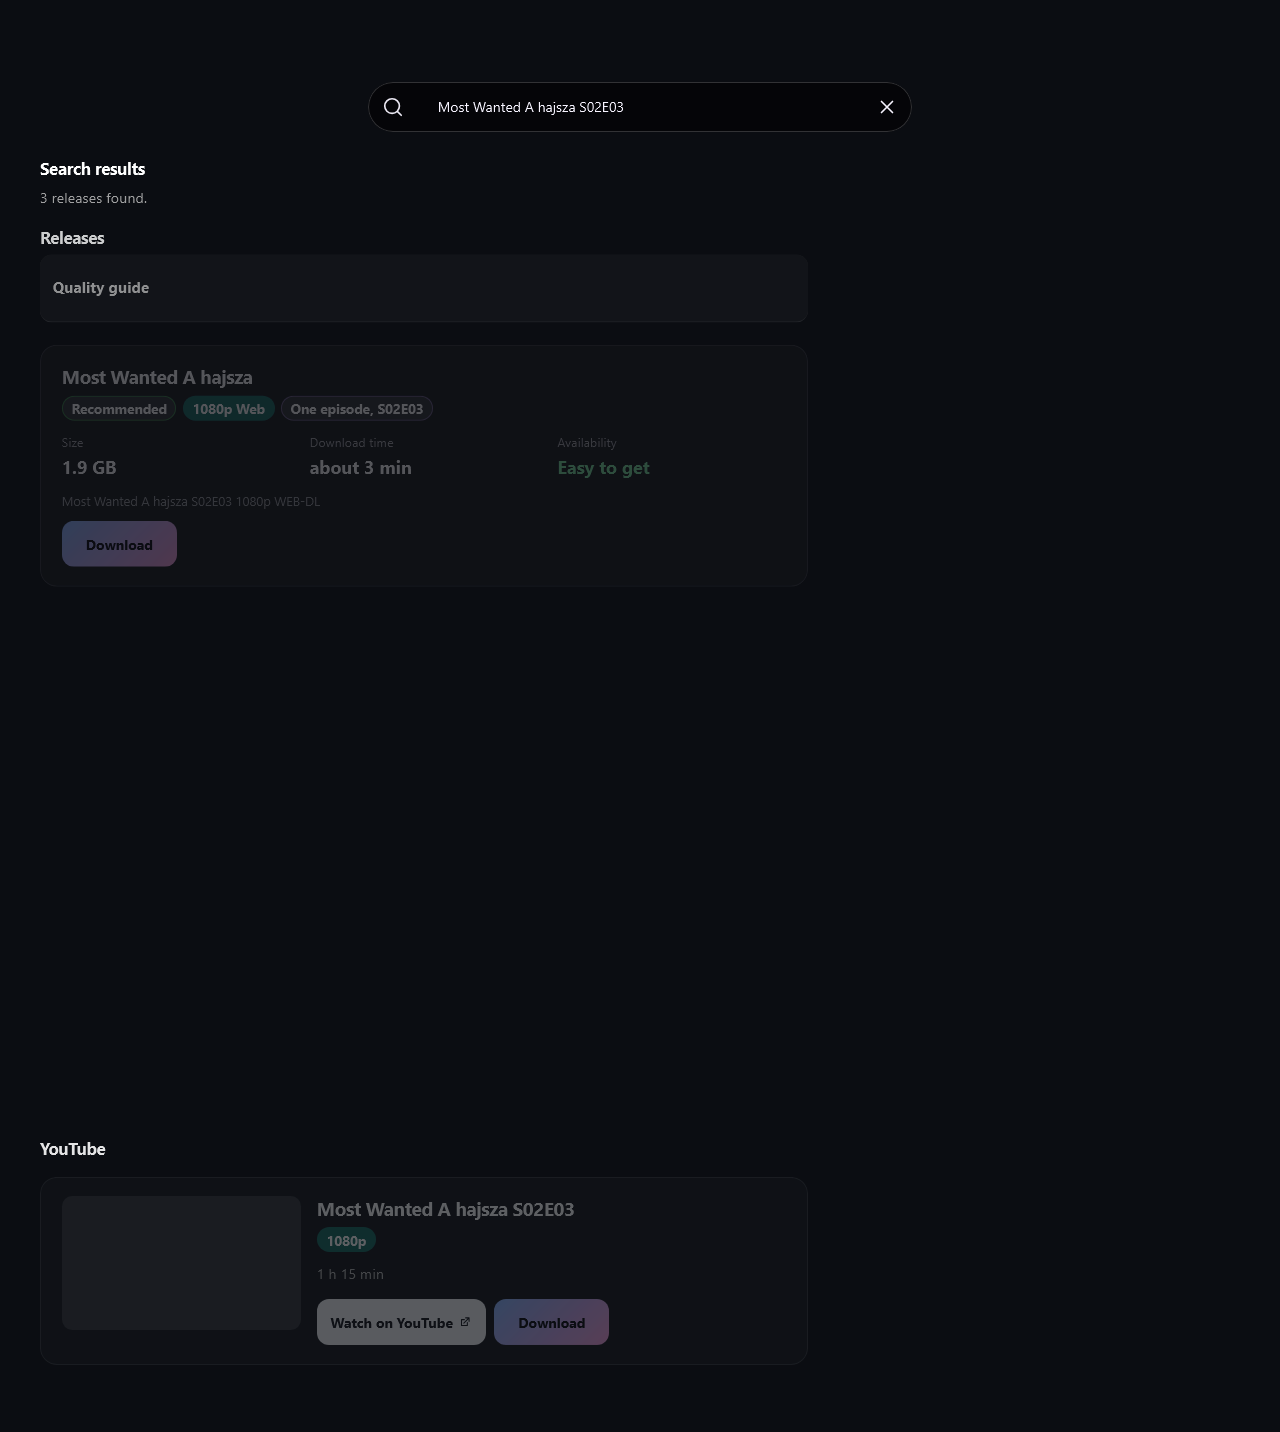 Most Wanted A hajsza S02E03
Search results
3 releases found.
Releases
Quality guide
Most Wanted A hajsza
Recommended 1080p Web One episode, S02E03
Size Download time Availability
1.9 GB about 3 min Easy to get
Most Wanted A hajsza S02E03 1080p WEB-DL
Download
YouTube
Most Wanted A hajsza S02E03
1080p
1 h 15 min
Watch on YouTube Download